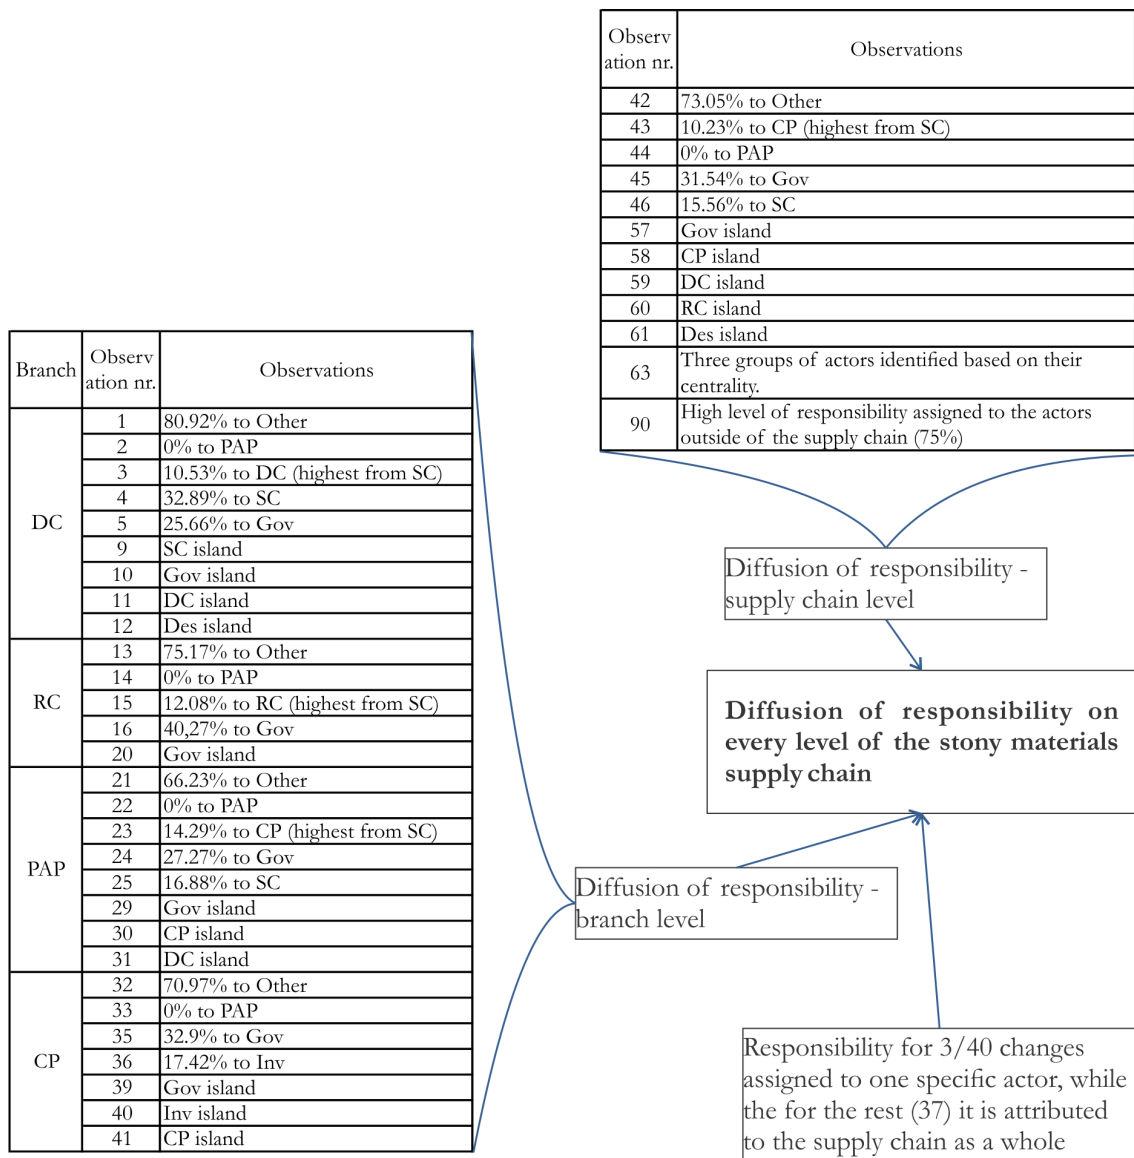 Observ
ation nr.
Observations
42 73.05% to Other
43 10.23% to CP (highest from SC)
44 0% to PAP
45 31.54% to Gov
46 15.56% to SC
57 Gov island
58 CP island
59 DC island
60 RC island
61 Des island
63 Three groups of actors identified based on their
centrality.
90 High level of responsibility assigned to the actors
outside of the supply chain (75%)
Branch
Observ
ation nr.
Observations
DC
1 80.92% to Other
2 0% to PAP
3 10.53% to DC (highest from SC)
4 32.89% to SC
5 25.66% to Gov
9 SC island
10 Gov island
11 DC island
12 Des island
RC
13 75.17% to Other
14 0% to PAP
15 12.08% to RC (highest from SC)
16 40,27% to Gov
20 Gov island
PAP
21 66.23% to Other
22 0% to PAP
23 14.29% to CP (highest from SC)
24 27.27% to Gov
25 16.88% to SC
29 Gov island
30 CP island
31 DC island
CP
32 70.97% to Other
33 0% to PAP
35 32.9% to Gov
36 17.42% to Inv
39 Gov island
40 Inv island
41 CP island
Diffusion of responsibility -
supply chain level
Diffusion of responsibility on
every level of the stony materials
supply chain
Diffusion of responsibility -
branch level
Responsibility for 3/40 changes
assigned to one specific actor, while
the for the rest (37) it is attributed
to the supply chain as a whole